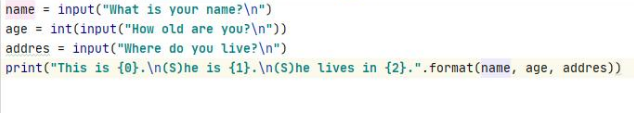 name = input("What is your name?\n")
age = int(input("How old are you?\n"))
addres = input("Where do you live?\n")
print("This is {0}.\n(S)he is {1}.\n(S)he lives in {2}.".format(name, age, addres))